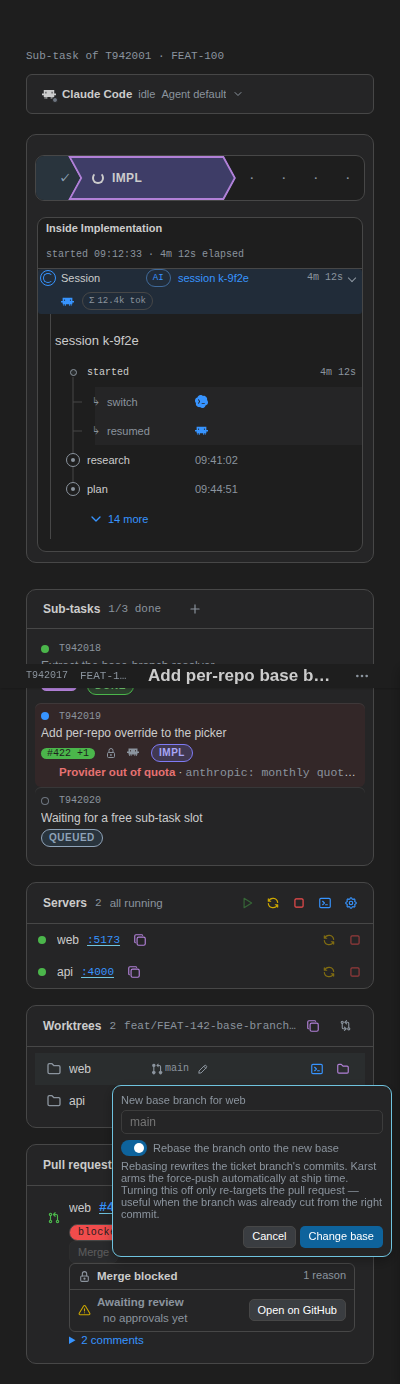 Sub-task of T942001 · FEAT-100
Claude Code idle Agent default
✓ IMPL · · · ·
Inside Implementation
started 09:12:33 · 4m 12s elapsed
Session AI session k-9f2e 4m 12s
Σ 12.4k tok
session k-9f2e
started 4m 12s
↳ switch
↳ resumed
research 09:41:02
plan 09:44:51
14 more
Sub-tasks 1/3 done +
T942018
T942017 FEAT-1… Add per-repo base b… ⋯
T942019
Add per-repo override to the picker
#422 +1 IMPL
Provider out of quota · anthropic: monthly quot…
T942020
Waiting for a free sub-task slot
QUEUED
Servers 2 all running
web :5173
api :4000
Worktrees 2 feat/FEAT-142-base-branch…
web main
api
New base branch for web
main
Rebase the branch onto the new base
Rebasing rewrites the ticket branch's commits. Karst
arms the force-push automatically at ship time.
Turning this off only re-targets the pull request —
useful when the branch was already cut from the right
commit.
Cancel Change base
Pull request
web #4
block
Merge
Merge blocked 1 reason
Awaiting review
no approvals yet
Open on GitHub
2 comments